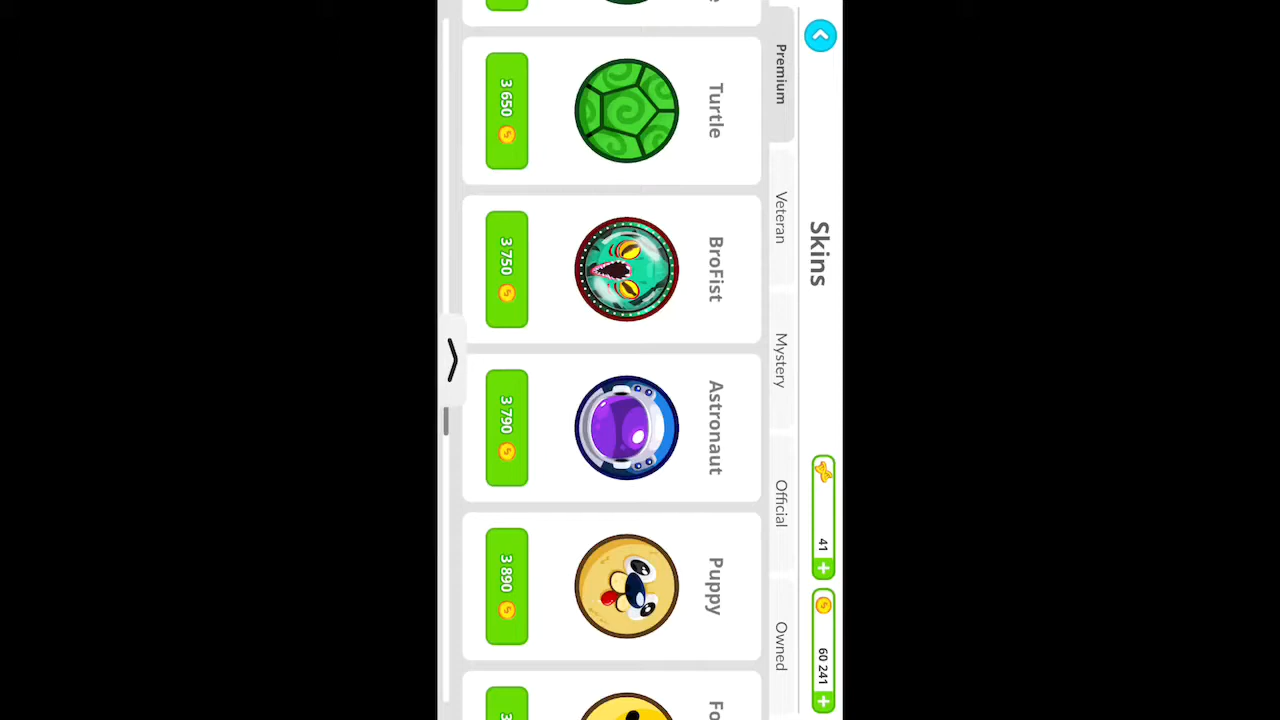 Skins
41
60 241
Premium
Veteran
Mystery
Official
Owned
Turtle
3 650
BroFist
3 750
Astronaut
3 790
Puppy
3 890